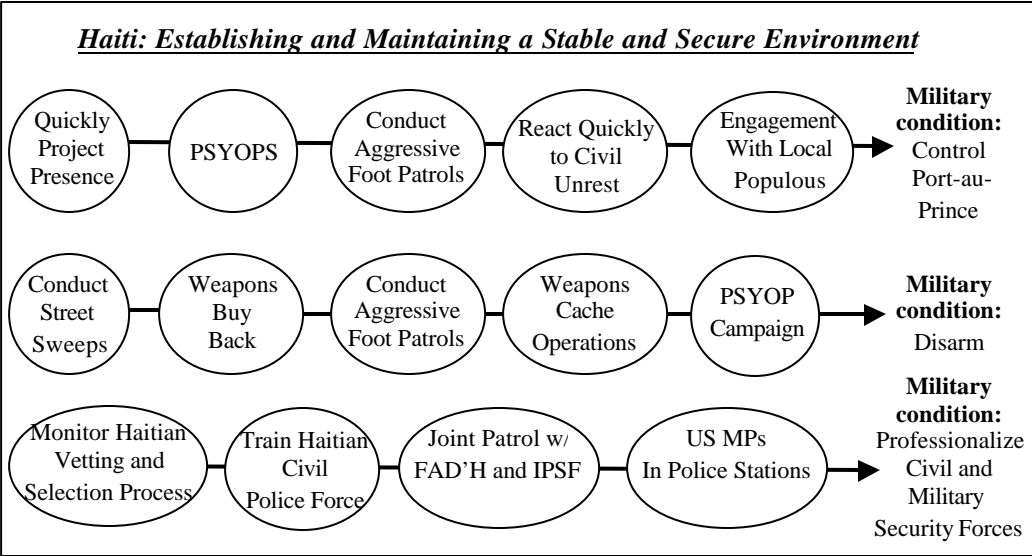 Haiti: Establishing and Maintaining a Stable and Secure Environment
Quickly
Project
Presence
PSYOPS
Conduct
Aggressive
Foot Patrols
React Quickly
to Civil
Unrest
Engagement
With Local
Populous
Military
condition:
Control
Port-au-
Prince
Conduct
Street
Sweeps
Weapons
Buy
Back
Conduct
Aggressive
Foot Patrols
Weapons
Cache
Operations
PSYOP
Campaign
Military
condition:
Disarm
Monitor Haitian
Vetting and
Selection Process
Train Haitian
Civil
Police Force
Joint Patrol w/
FAD’H and IPSF
US MPs
In Police Stations
Military
condition:
Professionalize
Civil and
Military
Security Forces